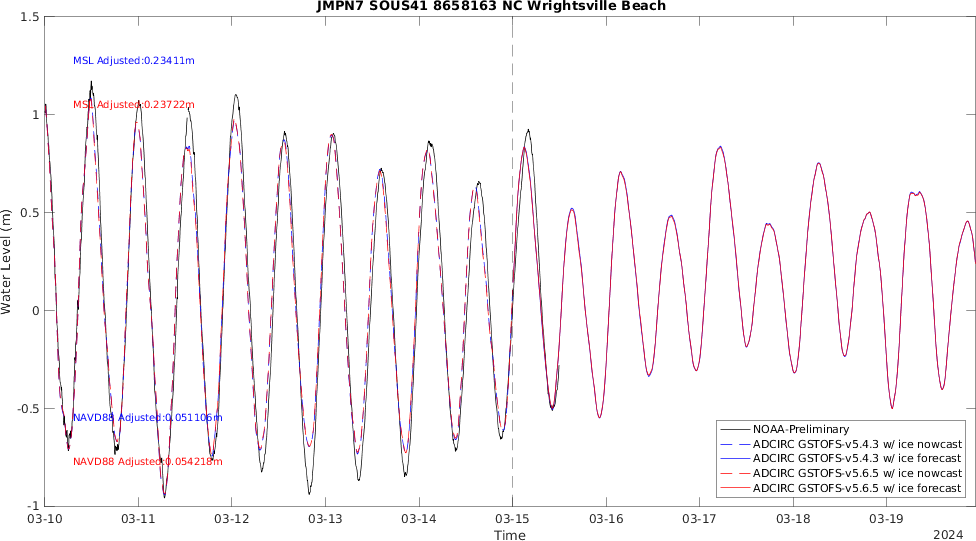 JMPN7 SOUS41 8658163 NC Wrightsville Beach
1.5
MSL Adjusted:0.23411m
MSL Adjusted:0.23722m
1
0.5
Water Level (m)
0
-0.5
NAVD88 Adjusted:0.051106m
NAVD88 Adjusted:0.054218m
-1
NOAA-Preliminary
ADCIRC GSTOFS-v5.4.3 w/ ice nowcast
ADCIRC GSTOFS-v5.4.3 w/ ice forecast
ADCIRC GSTOFS-v5.6.5 w/ ice nowcast
ADCIRC GSTOFS-v5.6.5 w/ ice forecast
03-10 03-11 03-12 03-13 03-14 03-15 03-16 03-17 03-18 03-19
Time
2024